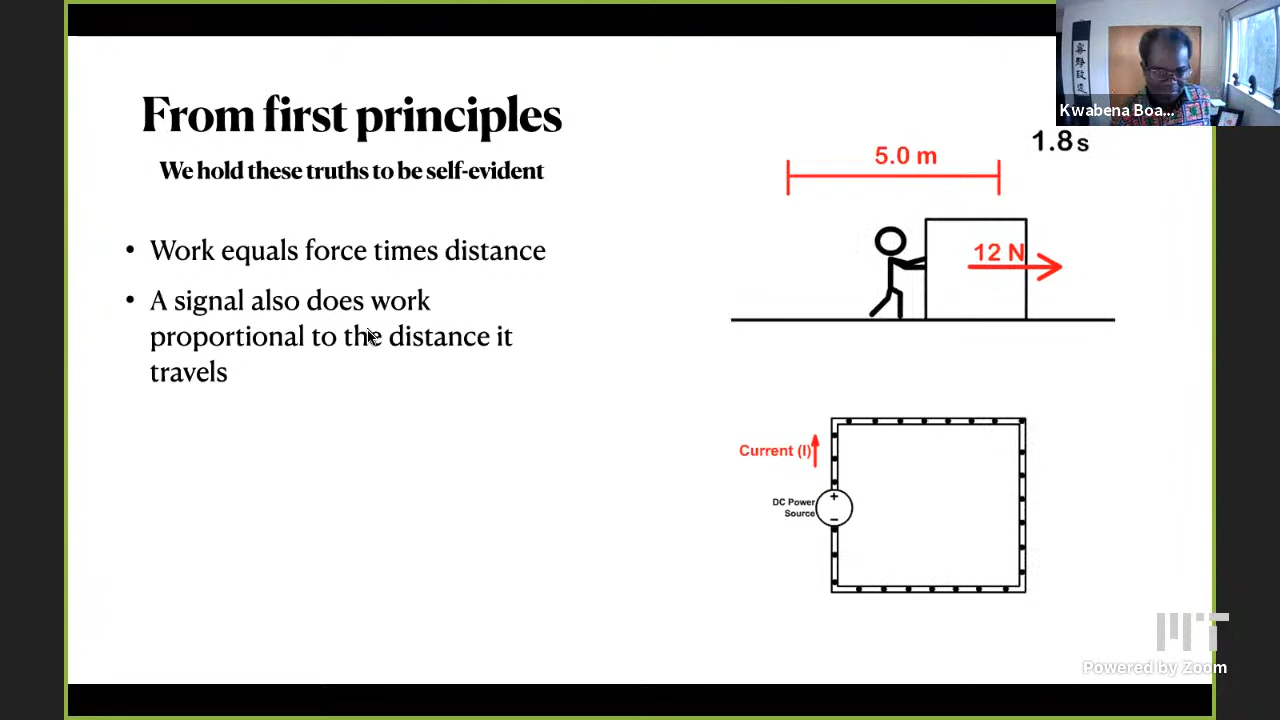 From first principles
We hold these truths to be self-evident
• Work equals force times distance
• A signal also does work
proportional to the distance it
travels
Kwabena Boa...
1.8 s
5.0 m
12 N
Current (I)
DC Power
Source
+
−
MIT
Powered by Zoom